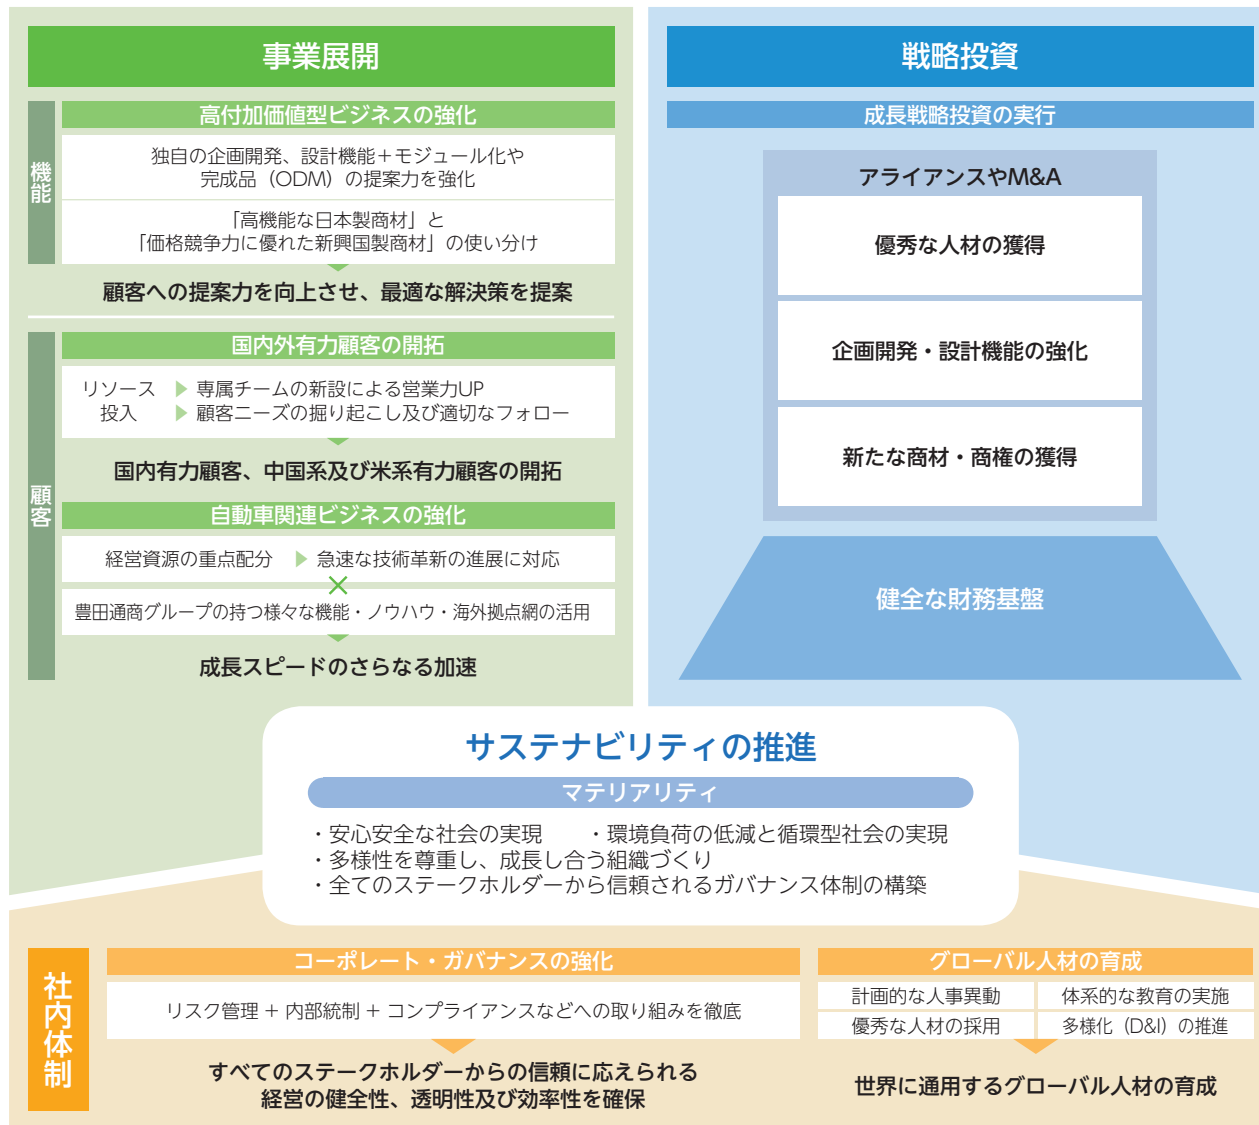 事業展開
機能
高付加価値型ビジネスの強化
独自の企画開発、設計機能＋モジュール化や
完成品（ODM）の提案力を強化
「高機能な日本製商材」と
「価格競争力に優れた新興国製商材」の使い分け
顧客への提案力を向上させ、最適な解決策を提案
顧客
国内外有力顧客の開拓
リソース ▶ 専属チームの新設による営業力UP
投入 ▶ 顧客ニーズの掘り起こし及び適切なフォロー
国内有力顧客、中国系及び米系有力顧客の開拓
自動車関連ビジネスの強化
経営資源の重点配分 ▶ 急速な技術革新の進展に対応
×
豊田通商グループの持つ様々な機能・ノウハウ・海外拠点網の活用
成長スピードのさらなる加速
戦略投資
成長戦略投資の実行
アライアンスやM&A
優秀な人材の獲得
企画開発・設計機能の強化
新たな商材・商権の獲得
健全な財務基盤
サステナビリティの推進
マテリアリティ
・安心安全な社会の実現　・環境負荷の低減と循環型社会の実現
・多様性を尊重し、成長し合う組織づくり
・全てのステークホルダーから信頼されるガバナンス体制の構築
社内体制
コーポレート・ガバナンスの強化
リスク管理 + 内部統制 + コンプライアンスなどへの取り組みを徹底
すべてのステークホルダーからの信頼に応えられる
経営の健全性、透明性及び効率性を確保
グローバル人材の育成
計画的な人事異動 体系的な教育の実施
優秀な人材の採用 多様化（D&I）の推進
世界に通用するグローバル人材の育成